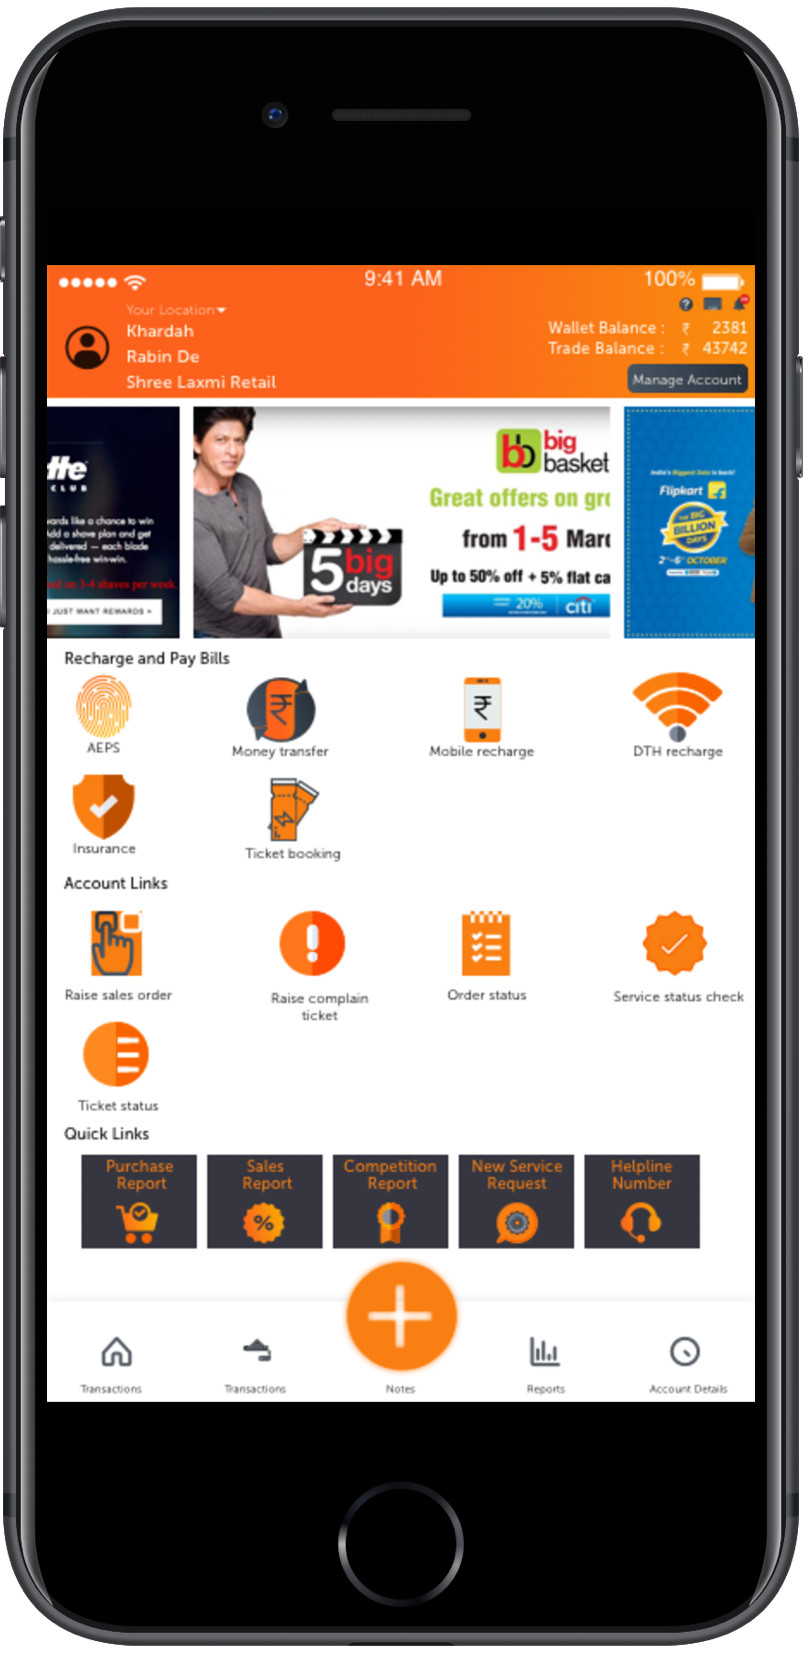 9:41 AM
100%
Your Location
Khardah
Rabin De
Shree Laxmi Retail
Wallet Balance : ₹ 2381
Trade Balance : ₹ 43742
Manage Account
tte
CLUB
ards like a chance to win
dd a shave plan and get
delivered — each blade
hassle-free win-win.
ed on 3-4 shaves per week.
JUST WANT REWARDS >
bb big
basket
Great offers on gro
from 1-5 Marc
Up to 50% off + 5% flat ca
20% citi
5 big
days
India's Biggest Sale is back!
Flipkart
THE BIG
BILLION
DAYS
2nd-6th OCTOBER
Recharge and Pay Bills
AEPS
₹
Money transfer
₹
Mobile recharge
DTH recharge
Insurance
Ticket booking
Account Links
Raise sales order
Raise complain
ticket
Order status
Service status check
Ticket status
Quick Links
Purchase
Report
Sales
Report
%
Competition
Report
New Service
Request
Helpline
Number
Transactions
Transactions
Notes
Reports
Account Details